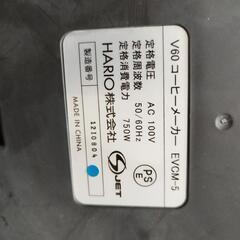 V60 コーヒーメーカー EVCM-5
定格電圧 AC 100V
定格周波数 50/60Hz
定格消費電力 750W
HARIO株式会社
PS
E
S JET
製造番号
1210804
MADE IN CHINA